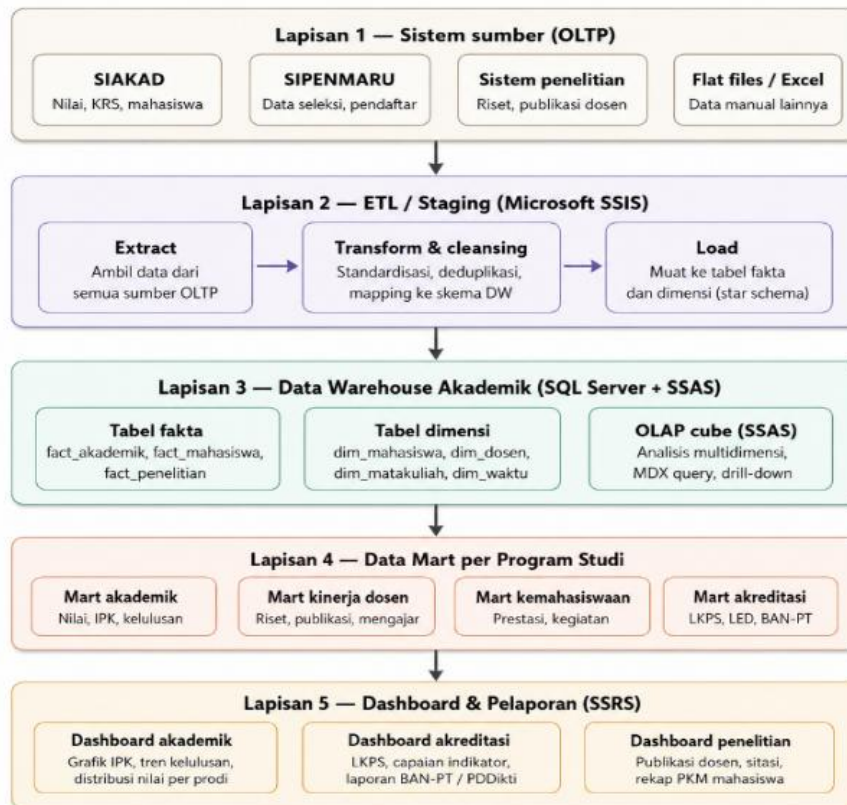 Lapisan 1 — Sistem sumber (OLTP)
SIAKAD
Nilai, KRS, mahasiswa
SIPENMARU
Data seleksi, pendaftar
Sistem penelitian
Riset, publikasi dosen
Flat files / Excel
Data manual lainnya
Lapisan 2 — ETL / Staging (Microsoft SSIS)
Extract
Ambil data dari
semua sumber OLTP
Transform & cleansing
Standardisasi, deduplikasi,
mapping ke skema DW
Load
Muat ke tabel fakta
dan dimensi (star schema)
Lapisan 3 — Data Warehouse Akademik (SQL Server + SSAS)
Tabel fakta
fact_akademik, fact_mahasiswa,
fact_penelitian
Tabel dimensi
dim_mahasiswa, dim_dosen,
dim_matakuliah, dim_waktu
OLAP cube (SSAS)
Analisis multidimensi,
MDX query, drill-down
Lapisan 4 — Data Mart per Program Studi
Mart akademik
Nilai, IPK, kelulusan
Mart kinerja dosen
Riset, publikasi, mengajar
Mart kemahasiswaan
Prestasi, kegiatan
Mart akreditasi
LKPS, LED, BAN-PT
Lapisan 5 — Dashboard & Pelaporan (SSRS)
Dashboard akademik
Grafik IPK, tren kelulusan,
distribusi nilai per prodi
Dashboard akreditasi
LKPS, capaian indikator,
laporan BAN-PT / PDDikti
Dashboard penelitian
Publikasi dosen, sitasi,
rekap PKM mahasiswa